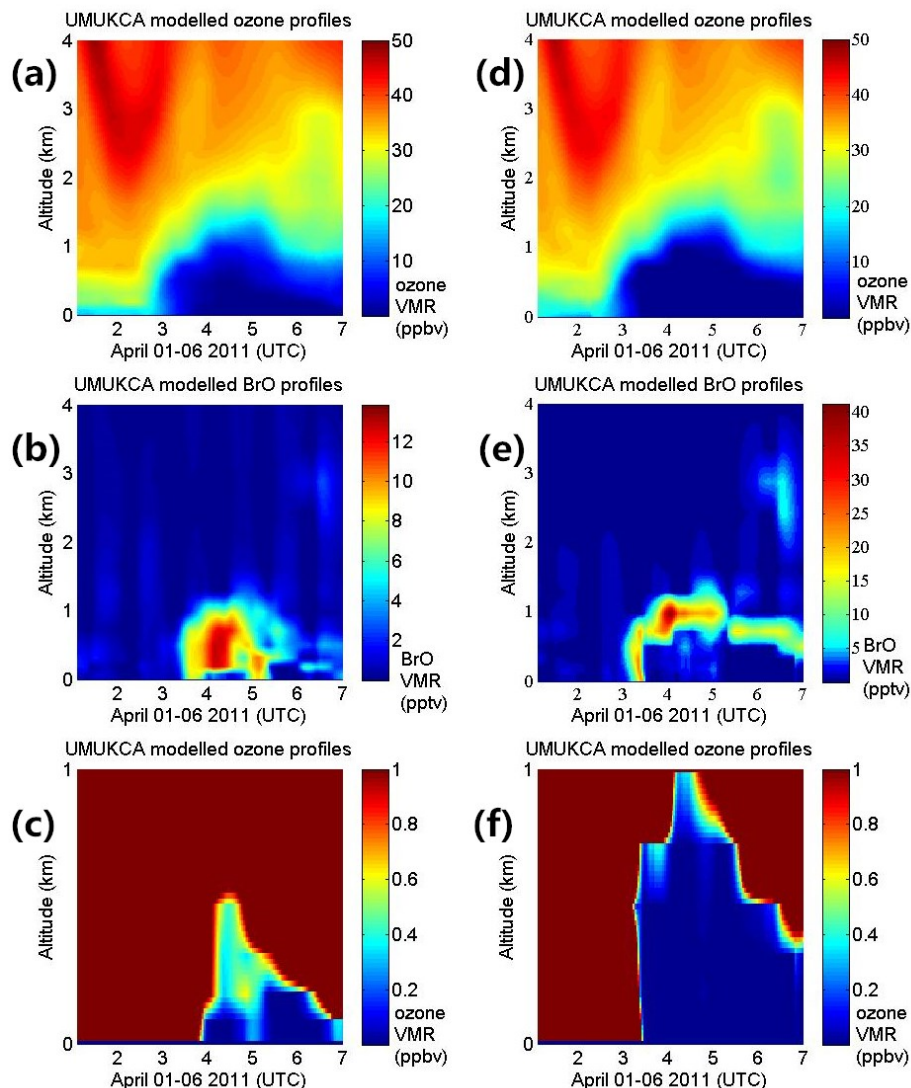 UMUKCA modelled ozone profiles
(a)
Altitude (km)
4
3
2
1
0
2 3 4 5 6 7
April 01-06 2011 (UTC)
50
40
30
20
10
ozone
VMR
(ppbv)
UMUKCA modelled ozone profiles
(d)
Altitude (km)
4
3
2
1
0
2 3 4 5 6 7
April 01-06 2011 (UTC)
50
40
30
20
10
ozone
VMR
(ppbv)
UMUKCA modelled BrO profiles
(b)
Altitude (km)
4
3
2
1
0
2 3 4 5 6 7
April 01-06 2011 (UTC)
12
10
8
6
4
2
BrO
VMR
(pptv)
UMUKCA modelled BrO profiles
(e)
Altitude (km)
4
3
2
1
0
2 3 4 5 6 7
April 01-06 2011 (UTC)
40
35
30
25
20
15
10
5
BrO
VMR
(pptv)
UMUKCA modelled ozone profiles
(c)
Altitude (km)
1
0
2 3 4 5 6 7
April 01-06 2011 (UTC)
1
0.8
0.6
0.4
0.2
ozone
VMR
(ppbv)
UMUKCA modelled ozone profiles
(f)
Altitude (km)
1
0
2 3 4 5 6 7
April 01-06 2011 (UTC)
1
0.8
0.6
0.4
0.2
ozone
VMR
(ppbv)